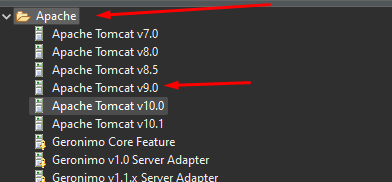 Apache
Apache Tomcat v7.0
Apache Tomcat v8.0
Apache Tomcat v8.5
Apache Tomcat v9.0
Apache Tomcat v10.0
Apache Tomcat v10.1
Geronimo Core Feature
Geronimo v1.0 Server Adapter
Geronimo v1.1.x Server Adapter